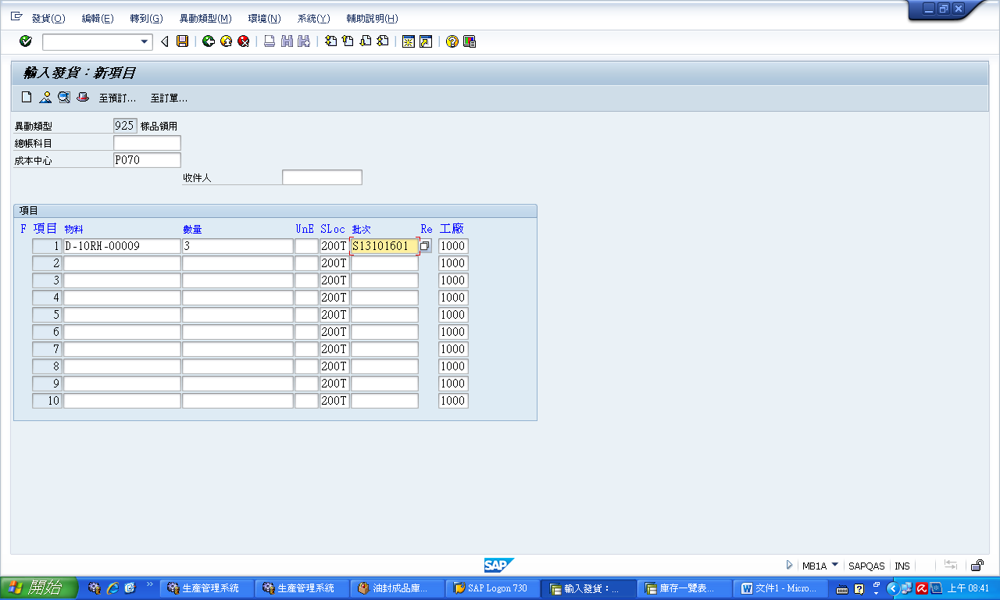 發貨(O) 編輯(E) 轉到(G) 異動類型(M) 環境(N) 系統(Y) 輔助說明(H)
輸入發貨：新項目
至預訂... 至訂單...
異動類型 925 樣品領用
總帳科目
成本中心 P070
收件人
項目
F 項目 物料 數量 UnE SLoc 批次 Re 工廠
1 D-10RH-00009 3 200T S13101601 1000
2 200T 1000
3 200T 1000
4 200T 1000
5 200T 1000
6 200T 1000
7 200T 1000
8 200T 1000
9 200T 1000
10 200T 1000
SAP MB1A SAPQAS INS
開始 生產管理系統 生產管理系統 油封成品庫... SAP Logon 730 輸入發貨：... 庫存一覽表... 文件1 - Micro... 上午 08:41